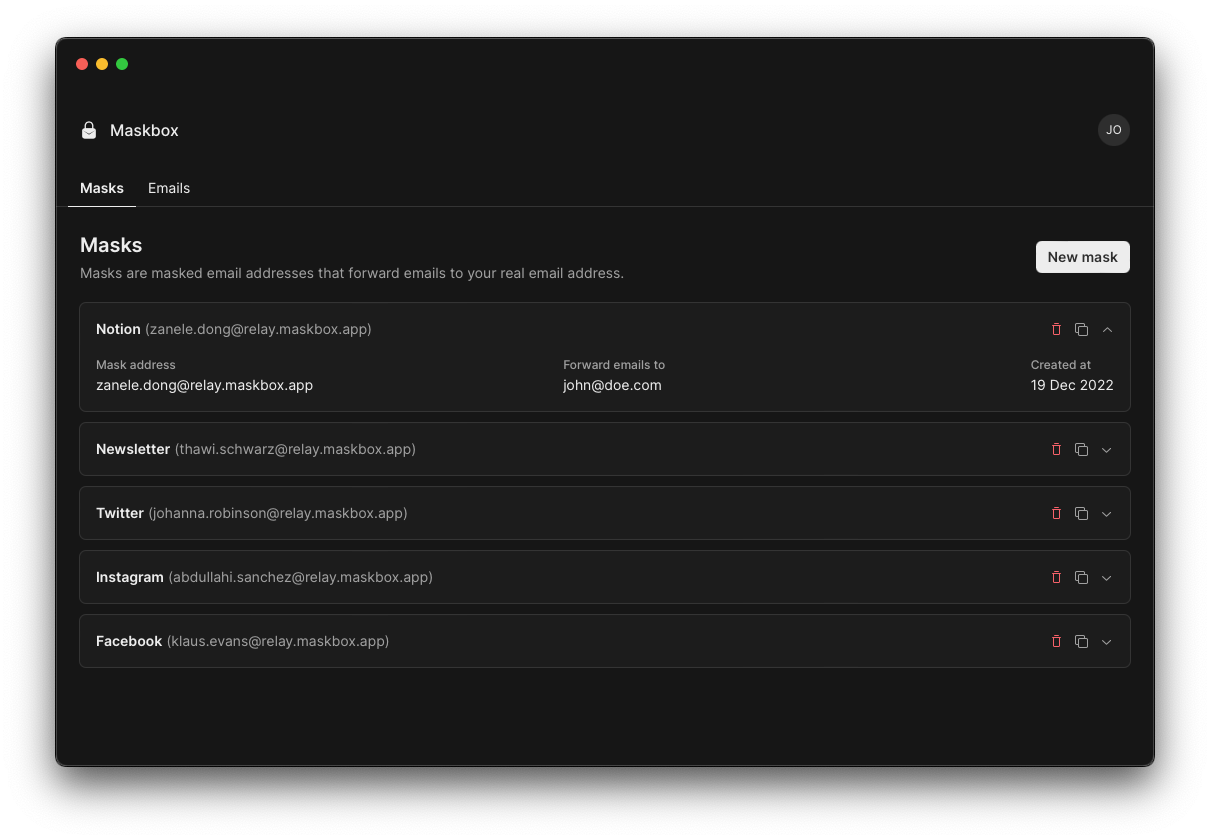 Maskbox
JO
Masks
Emails
Masks
Masks are masked email addresses that forward emails to your real email address.
New mask
Notion (zanele.dong@relay.maskbox.app)
Mask address
zanele.dong@relay.maskbox.app
Forward emails to
john@doe.com
Created at
19 Dec 2022
Newsletter (thawi.schwarz@relay.maskbox.app)
Twitter (johanna.robinson@relay.maskbox.app)
Instagram (abdullahi.sanchez@relay.maskbox.app)
Facebook (klaus.evans@relay.maskbox.app)